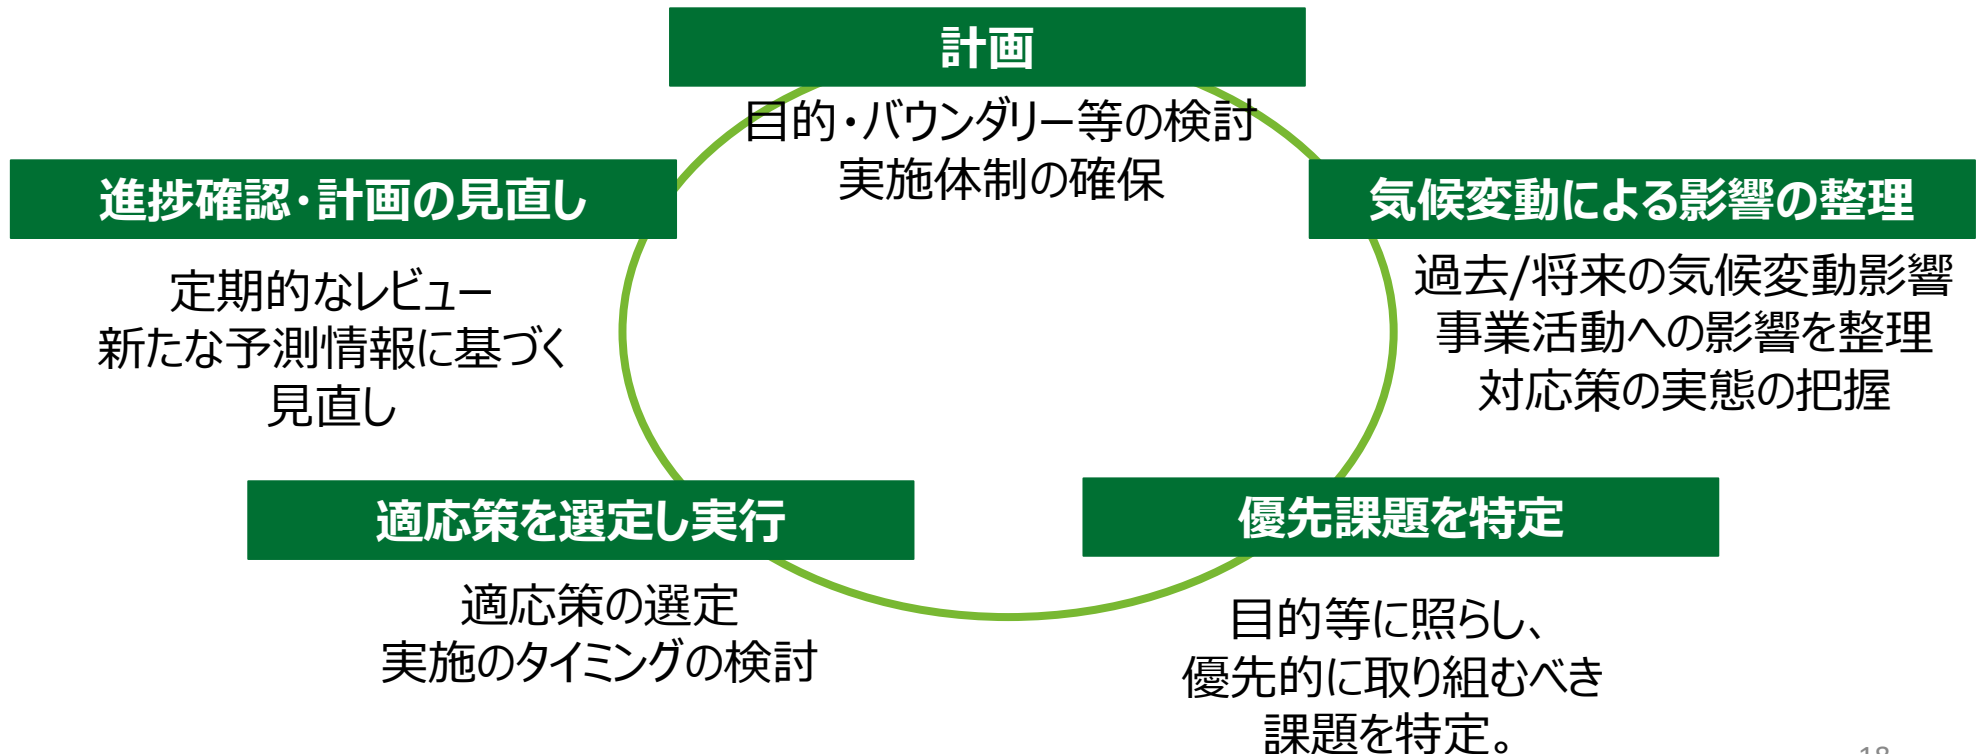 計画
目的・バウンダリー等の検討
実施体制の確保
気候変動による影響の整理
過去/将来の気候変動影響
事業活動への影響を整理
対応策の実態の把握
優先課題を特定
目的等に照らし、
優先的に取り組むべき
課題を特定。
適応策を選定し実行
適応策の選定
実施のタイミングの検討
進捗確認・計画の見直し
定期的なレビュー
新たな予測情報に基づく
見直し
18